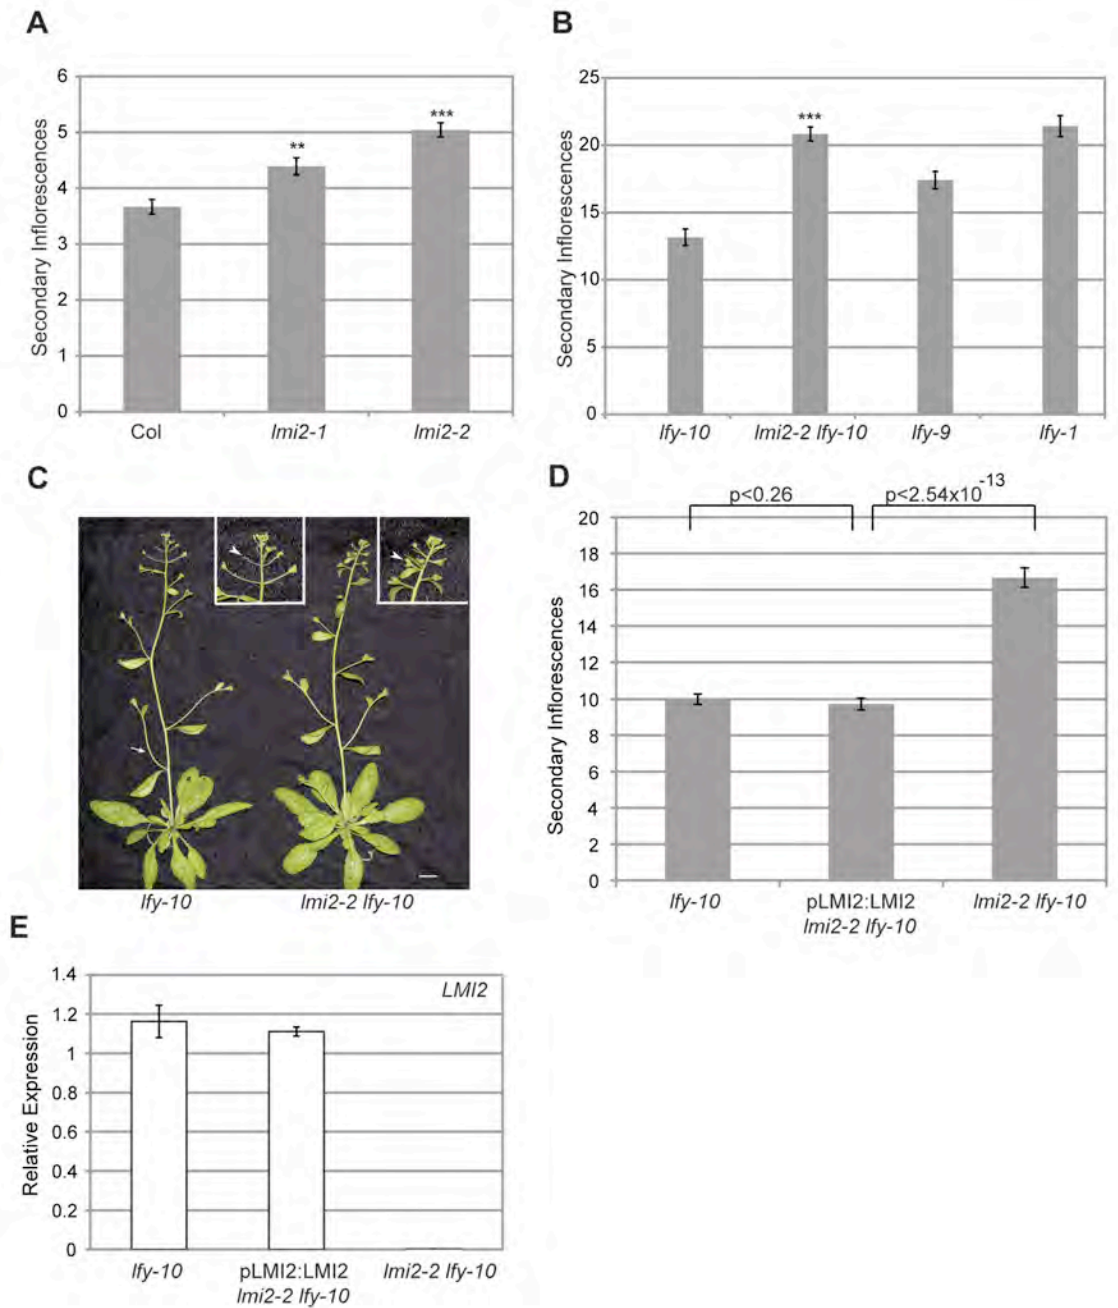 A
6
5
4
3
2
1
0
Secondary Inflorescences
**
***
Col
lmi2-1
lmi2-2
B
25
20
15
10
5
0
Secondary Inflorescences
***
lfy-10
lmi2-2 lfy-10
lfy-9
lfy-1
C
lfy-10
lmi2-2 lfy-10
D
p<0.26
p<2.54x10-13
20
18
16
14
12
10
8
6
4
2
0
Secondary Inflorescences
lfy-10
pLMI2:LMI2
lmi2-2 lfy-10
lmi2-2 lfy-10
E
1.4
1.2
1
0.8
0.6
0.4
0.2
0
Relative Expression
LMI2
lfy-10
pLMI2:LMI2
lmi2-2 lfy-10
lmi2-2 lfy-10